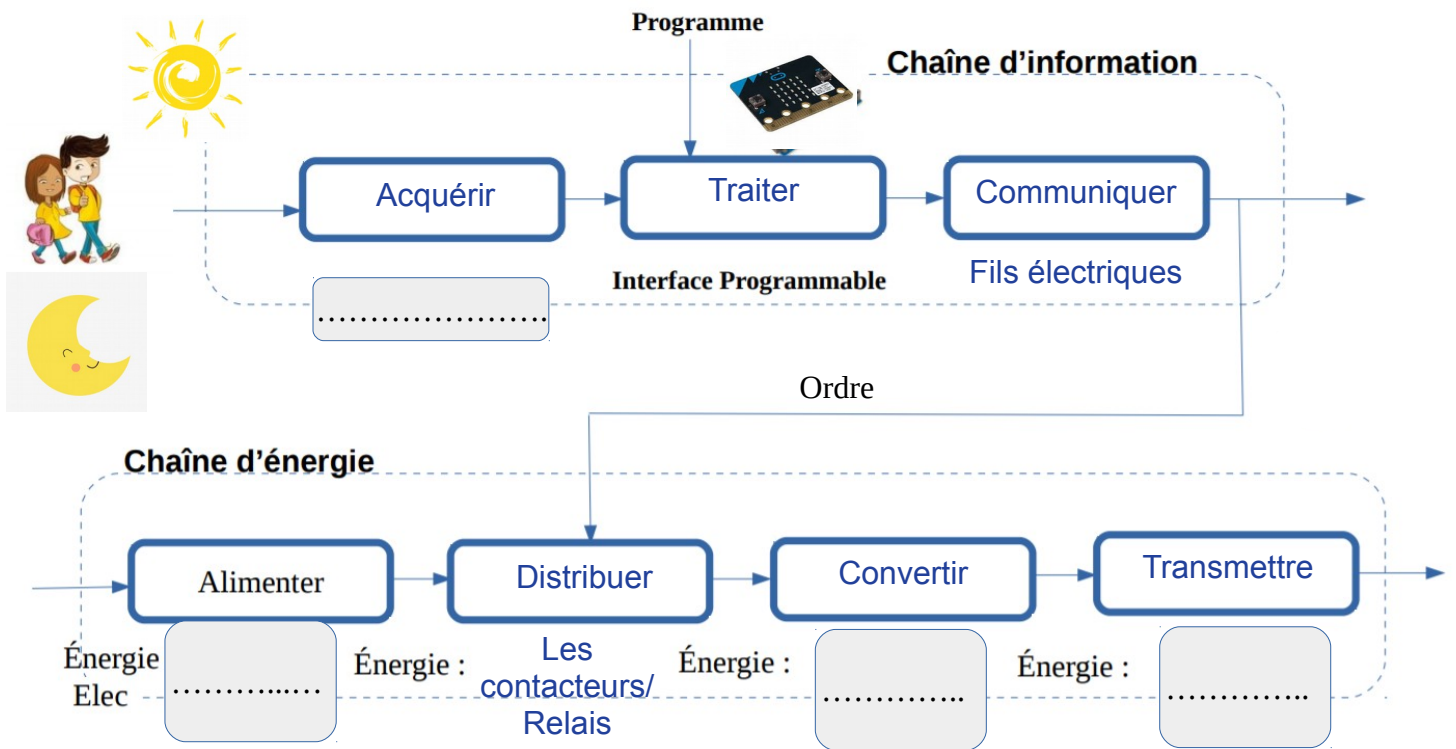 Programme
Chaîne d’information
Acquérir
Traiter
Communiquer
…………………..
Interface Programmable
Fils électriques
Ordre
Chaîne d’énergie
Alimenter
Distribuer
Convertir
Transmettre
Énergie
Elec
………...…
Énergie :
Les
contacteurs/
Relais
Énergie :
…………..
Énergie :
…………...